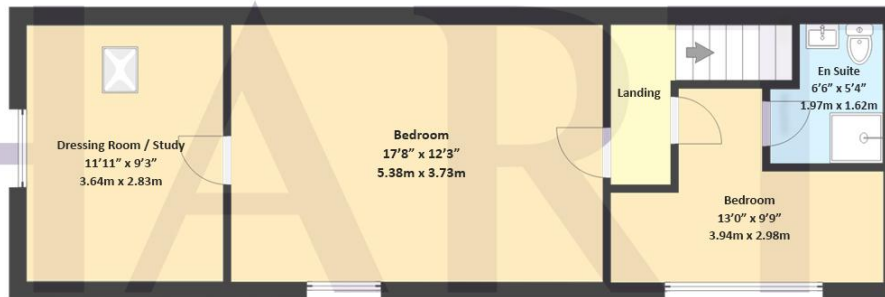 HART
Dressing Room / Study
11'11" x 9'3"
3.64m x 2.83m
Bedroom
17'8" x 12'3"
5.38m x 3.73m
Landing
En Suite
6'6" x 5'4"
1.97m x 1.62m
Bedroom
13'0" x 9'9"
3.94m x 2.98m